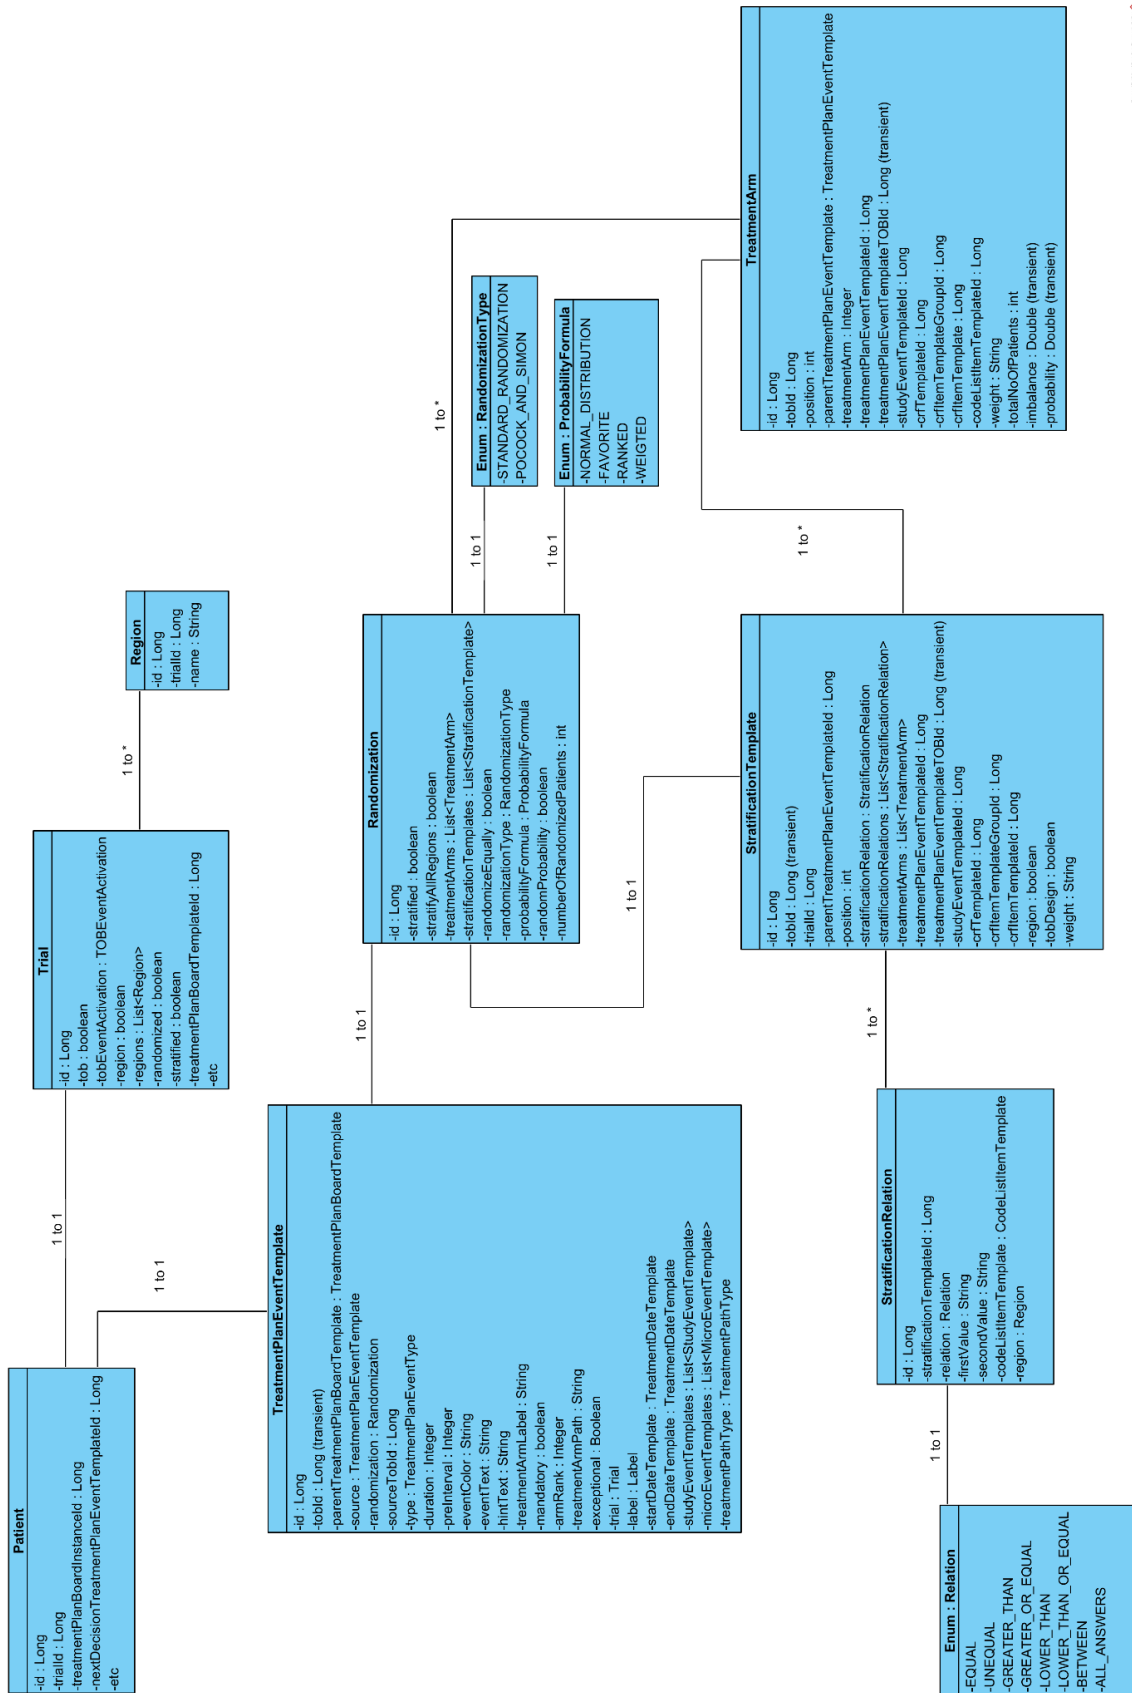 Patient
-id : Long
-trialId : Long
-treatmentPlanBoardInstanceId : Long
-nextDecisionTreatmentPlanEventTemplateId : Long
-etc
1 to 1
Trial
-id : Long
-tob : boolean
-tobEventActivation : TOBEventActivation
-region : boolean
-regions : List<Region>
-randomized : boolean
-stratified : boolean
-treatmentPlanBoardTemplateId : Long
-etc
1 to *
Region
-id : Long
-trialId : Long
-name : String
1 to 1
TreatmentPlanEventTemplate
-id : Long
-tobId : Long (transient)
-parentTreatmentPlanBoardTemplate : TreatmentPlanBoardTemplate
-source : TreatmentPlanEventTemplate
-randomization : Randomization
-sourceTobId : Long
-type : TreatmentPlanEventType
-duration : Integer
-preInterval : Integer
-eventColor : String
-eventText : String
-hintText : String
-treatmentArmLabel : String
-mandatory : boolean
-armRank : Integer
-treatmentArmPath : String
-exceptional : Boolean
-trial : Trial
-label : Label
-startDateTemplate : TreatmentDateTemplate
-endDateTemplate : TreatmentDateTemplate
-studyEventTemplates : List<StudyEventTemplate>
-microEventTemplates : List<MicroEventTemplate>
-treatmentPathType : TreatmentPathType
1 to 1
Randomization
-id : Long
-stratified : boolean
-stratifyAllRegions : boolean
-treatmentArms : List<TreatmentArm>
-stratificationTemplates : List<StratificationTemplate>
-randomizeEqually : boolean
-randomizationType : RandomizationType
-probabilityFormula : ProbabilityFormula
-randomProbability : boolean
-numberOfRandomizedPatients : int
1 to *
1 to 1
Enum : RandomizationType
-STANDARD_RANDOMIZATION
-POCOCK_AND_SIMON
1 to 1
Enum : ProbabilityFormula
-NORMAL_DISTRIBUTION
-FAVORITE
-RANKED
-WEIGTED
1 to 1
Enum : Relation
-EQUAL
-UNEQUAL
-GREATER_THAN
-GREATER_OR_EQUAL
-LOWER_THAN
-LOWER_THAN_OR_EQUAL
-BETWEEN
-ALL_ANSWERS
1 to 1
StratificationRelation
-id : Long
-stratificationTemplateId : Long
-relation : Relation
-firstValue : String
-secondValue : String
-codeListItemTemplate : CodeListItemTemplate
-region : Region
1 to *
StratificationTemplate
-id : Long
-tobId : Long (transient)
-trialId : Long
-parentTreatmentPlanEventTemplateId : Long
-position : int
-stratificationRelation : StratificationRelation
-stratificationRelations : List<StratificationRelation>
-treatmentArms : List<TreatmentArm>
-treatmentPlanEventTemplateId : Long
-treatmentPlanEventTemplateTOBId : Long (transient)
-studyEventTemplateId : Long
-crfTemplateId : Long
-crfItemTemplateGroupId : Long
-crfItemTemplateId : Long
-region : boolean
-tobDesign : boolean
-weight : String
1 to *
TreatmentArm
-id : Long
-tobId : Long
-position : int
-parentTreatmentPlanEventTemplate : TreatmentPlanEventTemplate
-treatmentArm : Integer
-treatmentPlanEventTemplateId : Long
-treatmentPlanEventTemplateTOBId : Long (transient)
-studyEventTemplateId : Long
-crfTemplateId : Long
-crfItemTemplateGroupId : Long
-crfItemTemplate : Long
-codeListItemTemplateId : Long
-weight : String
-totalNoOfPatients : int
-imbalance : Double (transient)
-probability : Double (transient)